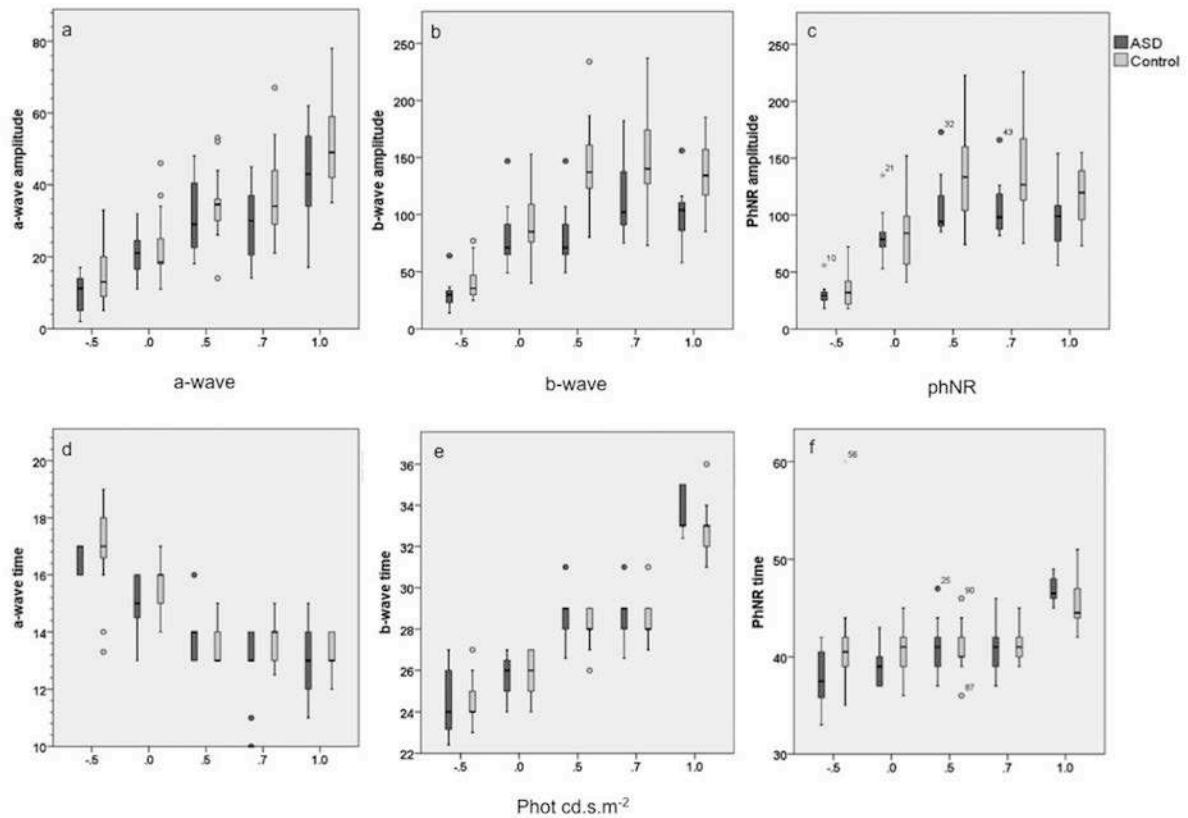 a
a-wave amplitude
80
60
40
20
0
-.5 .0 .5 .7 1.0
a-wave
b
b-wave amplitude
250
200
150
100
50
0
-.5 .0 .5 .7 1.0
b-wave
c
PhNR amplituide
250
200
150
100
50
0
10
21
32
43
-.5 .0 .5 .7 1.0
phNR
ASD
Control
d
a-wave time
20
18
16
14
12
10
-.5 .0 .5 .7 1.0
e
b-wave time
36
34
32
30
28
26
24
22
-.5 .0 .5 .7 1.0
f
PhNR time
60
50
40
30
56
25
90
87
-.5 .0 .5 .7 1.0
Phot cd.s.m-2